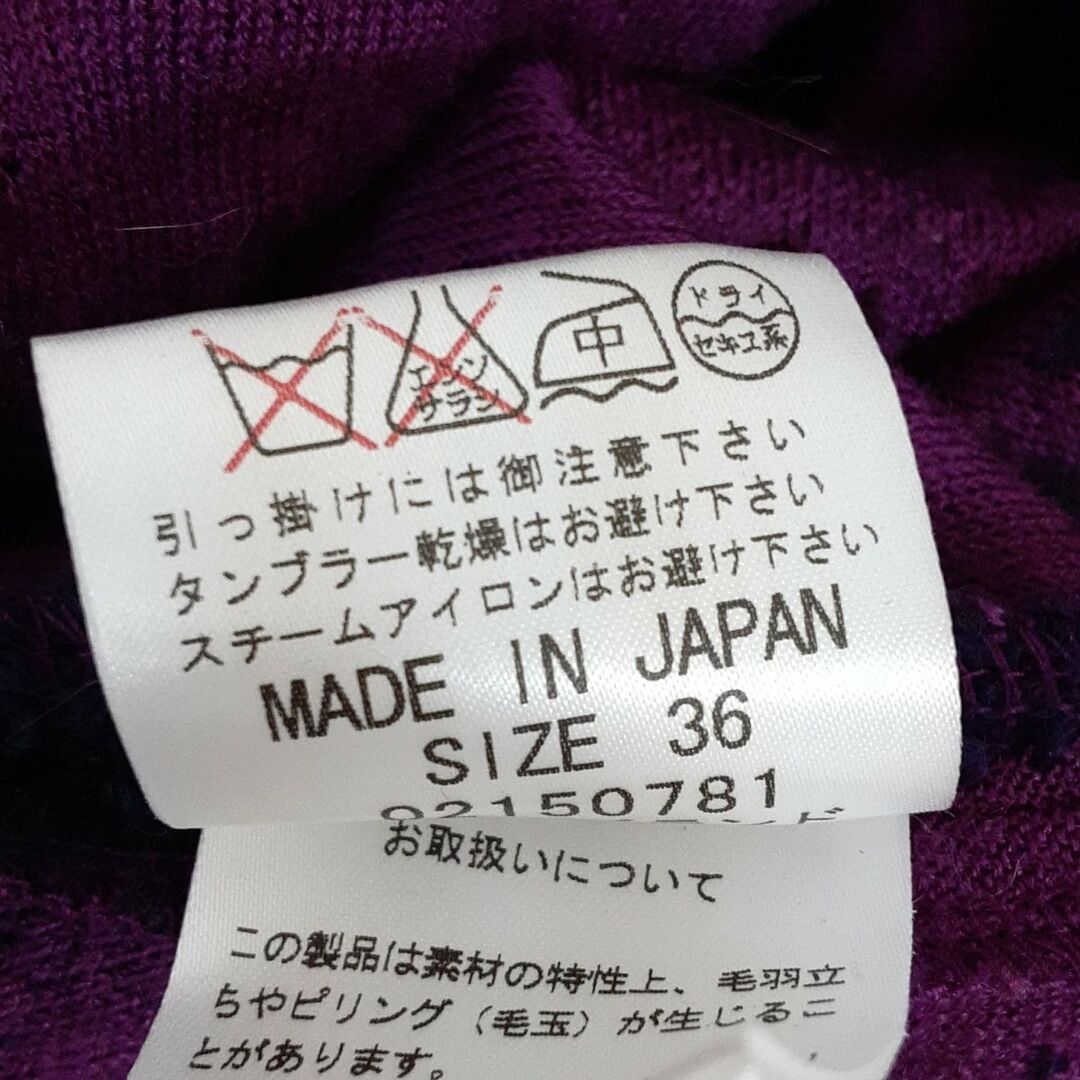 エンソ
サラシ
中
ドライ
セキユ系
引っ掛けには御注意下さい
タンブラー乾燥はお避け下さい
スチームアイロンはお避け下さい
MADE IN JAPAN
SIZE 36
92150781
お取扱いについて
この製品は素材の特性上、毛羽立
ちやピリング(毛玉)が生じるこ
とがあります。